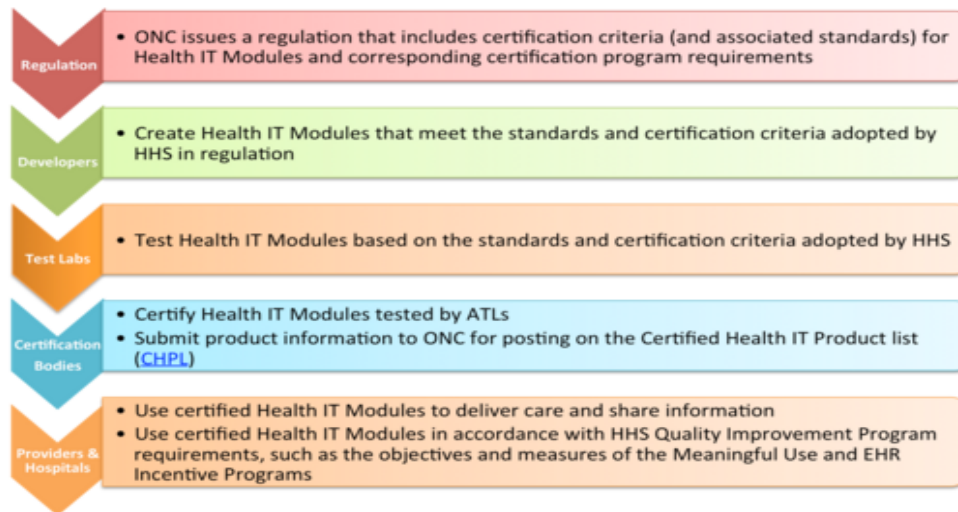 Regulation
• ONC issues a regulation that includes certification criteria (and associated standards) for
Health IT Modules and corresponding certification program requirements
Developers
• Create Health IT Modules that meet the standards and certification criteria adopted by
HHS in regulation
Test Labs
• Test Health IT Modules based on the standards and certification criteria adopted by HHS
Certification
Bodies
• Certify Health IT Modules tested by ATLs
• Submit product information to ONC for posting on the Certified Health IT Product list
(CHPL)
Providers &
Hospitals
• Use certified Health IT Modules to deliver care and share information
• Use certified Health IT Modules in accordance with HHS Quality Improvement Program
requirements, such as the objectives and measures of the Meaningful Use and EHR
Incentive Programs